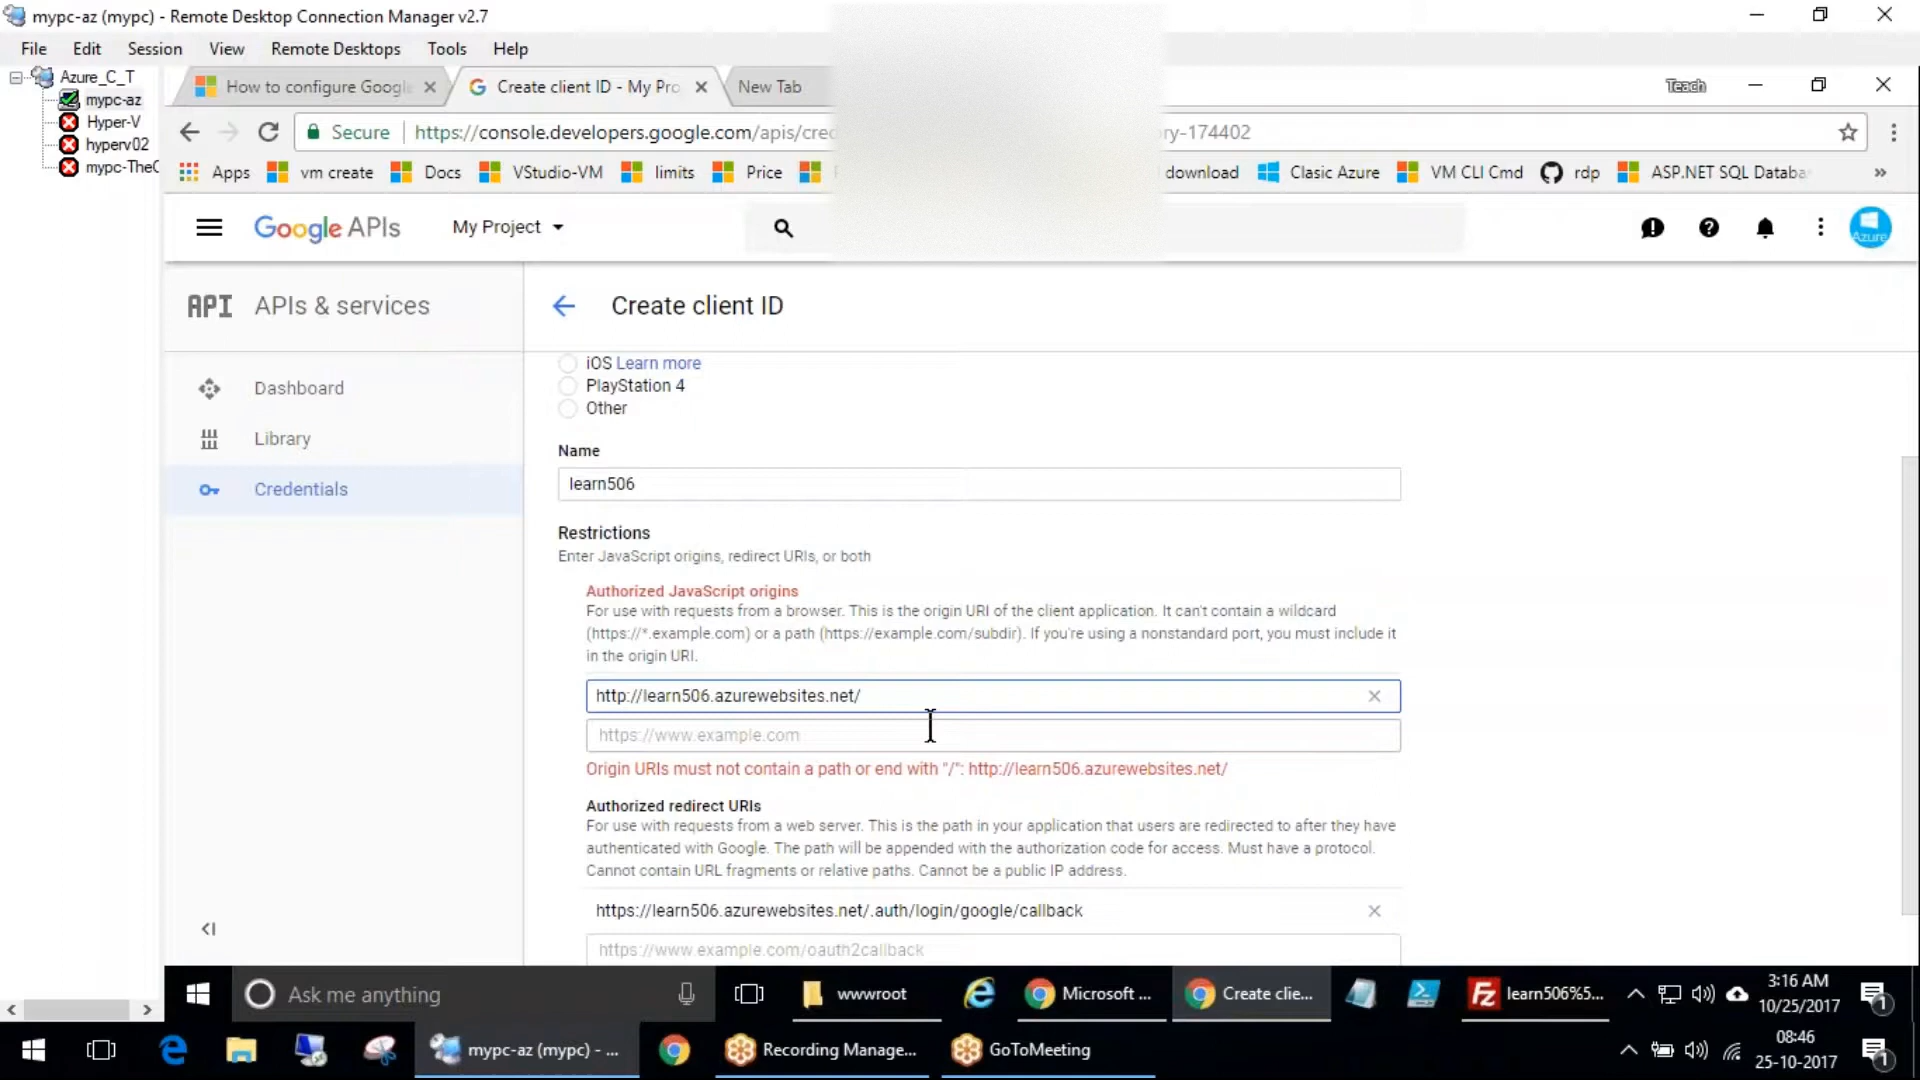 mypc-az (mypc) - Remote Desktop Connection Manager v2.7
File Edit Session View Remote Desktops Tools Help
Azure_C_T
mypc-az
Hyper-V
hyperv02
mypc-TheC
How to configure Googl
Create client ID - My Pro
New Tab
Teach
Secure
https://console.developers.google.com/apis/cred
ry-174402
Apps vm create Docs VStudio-VM limits Price download Clasic Azure VM CLI Cmd rdp ASP.NET SQL Databa »
Google APIs
My Project
Azure
API APIs & services
Create client ID
Dashboard
Library
Credentials
iOS Learn more
PlayStation 4
Other
Name
learn506
Restrictions
Enter JavaScript origins, redirect URIs, or both
Authorized JavaScript origins
For use with requests from a browser. This is the origin URI of the client application. It can't contain a wildcard
(https://*.example.com) or a path (https://example.com/subdir). If you're using a nonstandard port, you must include it
in the origin URI.
http://learn506.azurewebsites.net/
https://www.example.com
Origin URIs must not contain a path or end with "/": http://learn506.azurewebsites.net/
Authorized redirect URIs
For use with requests from a web server. This is the path in your application that users are redirected to after they have
authenticated with Google. The path will be appended with the authorization code for access. Must have a protocol.
Cannot contain URL fragments or relative paths. Cannot be a public IP address.
https://learn506.azurewebsites.net/.auth/login/google/callback
https://www.example.com/oauth2callback
Ask me anything
wwwroot
Microsoft ...
Create clie...
Fz learn506%5...
3:16 AM
10/25/2017
1
mypc-az (mypc) - ...
Recording Manage...
GoToMeeting
08:46
25-10-2017
1